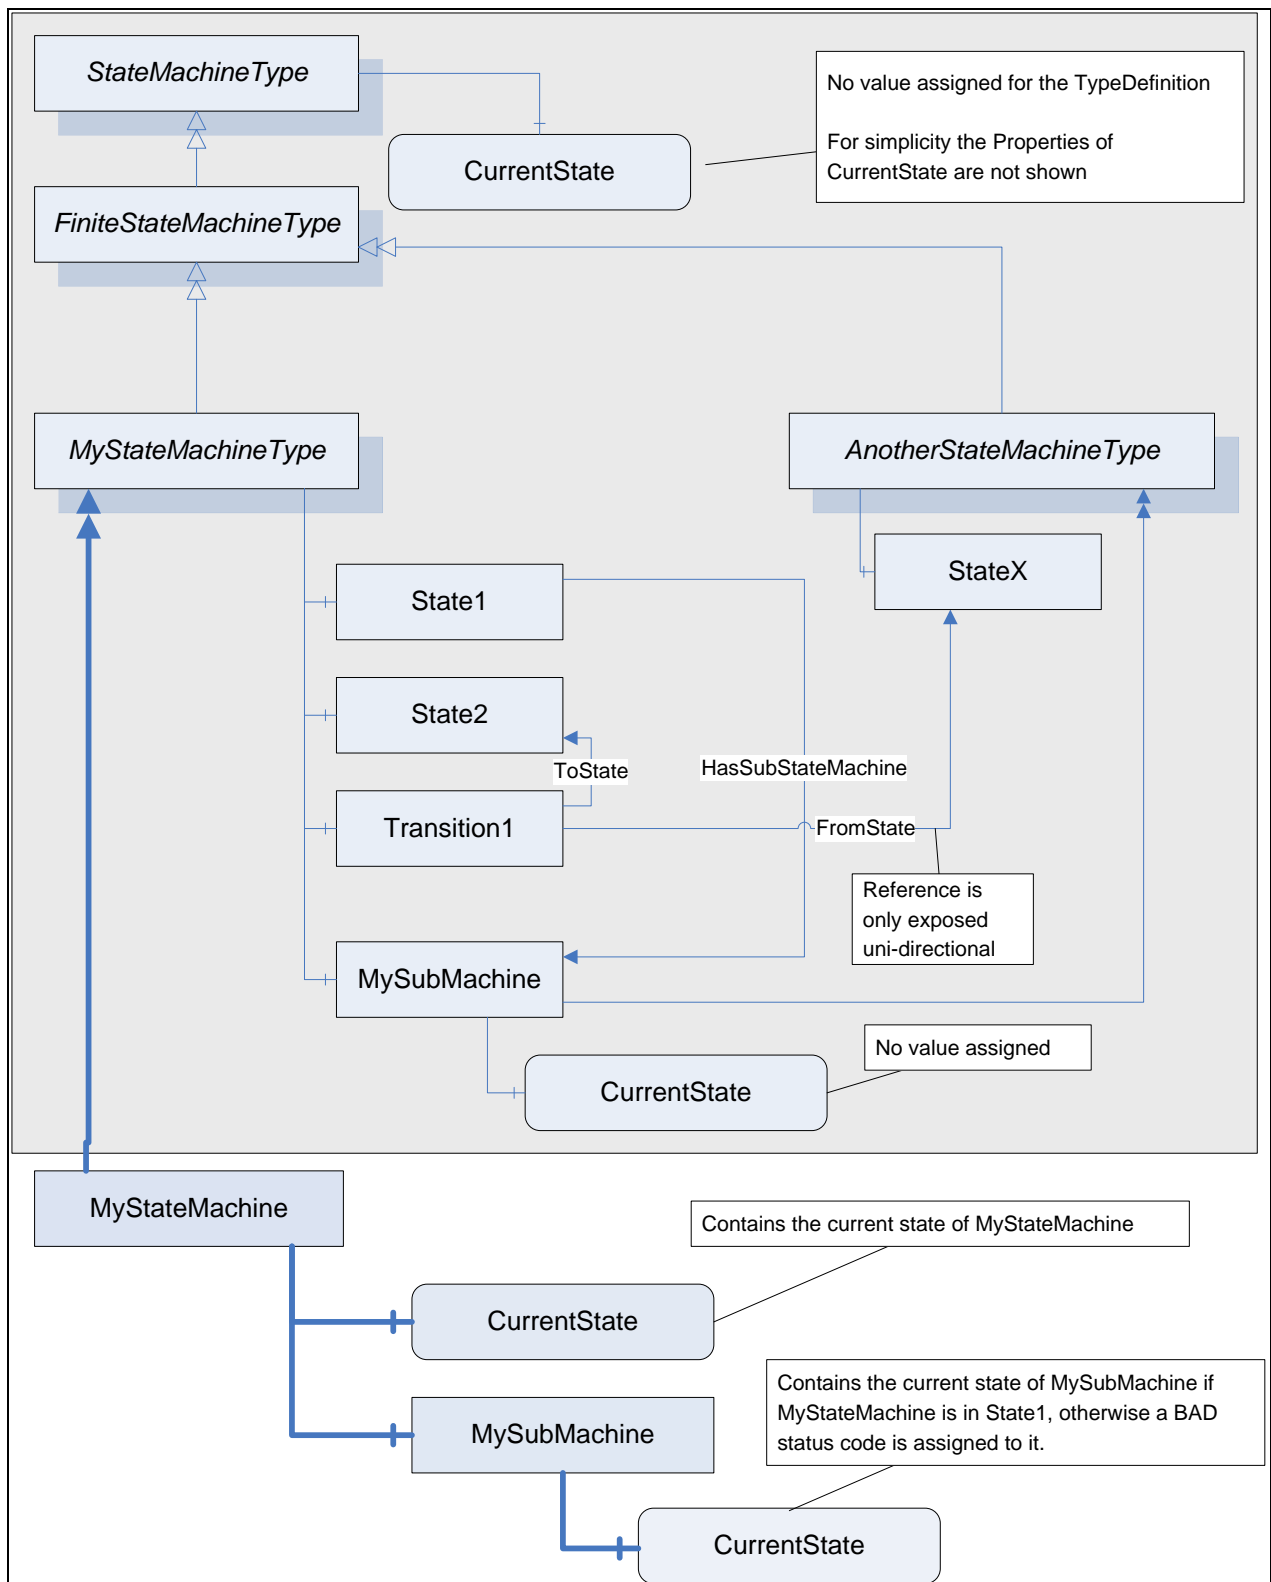 StateMachineType
No value assigned for the TypeDefinition
For simplicity the Properties of
CurrentState are not shown
CurrentState
FiniteStateMachineType
MyStateMachineType
AnotherStateMachineType
State1
StateX
State2
ToState
HasSubStateMachine
Transition1
FromState
Reference is
only exposed
uni-directional
MySubMachine
No value assigned
CurrentState
MyStateMachine
Contains the current state of MyStateMachine
CurrentState
Contains the current state of MySubMachine if
MyStateMachine is in State1, otherwise a BAD
status code is assigned to it.
MySubMachine
CurrentState